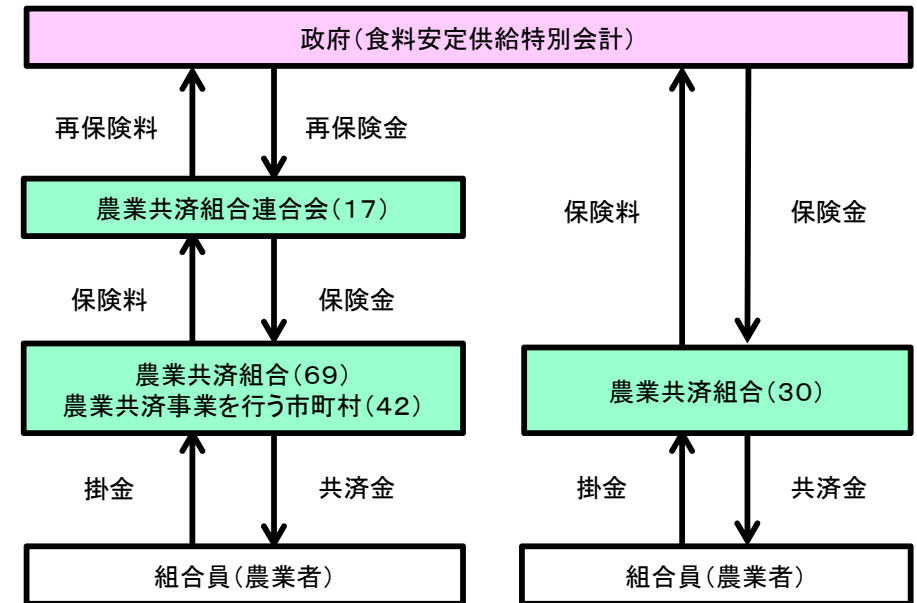 政府（食料安定供給特別会計）
再保険料
再保険金
農業共済組合連合会（１７）
保険料
保険金
保険料
保険金
農業共済組合（６９）
農業共済事業を行う市町村（４２）
農業共済組合（３０）
掛金
共済金
掛金
共済金
組合員（農業者）
組合員（農業者）